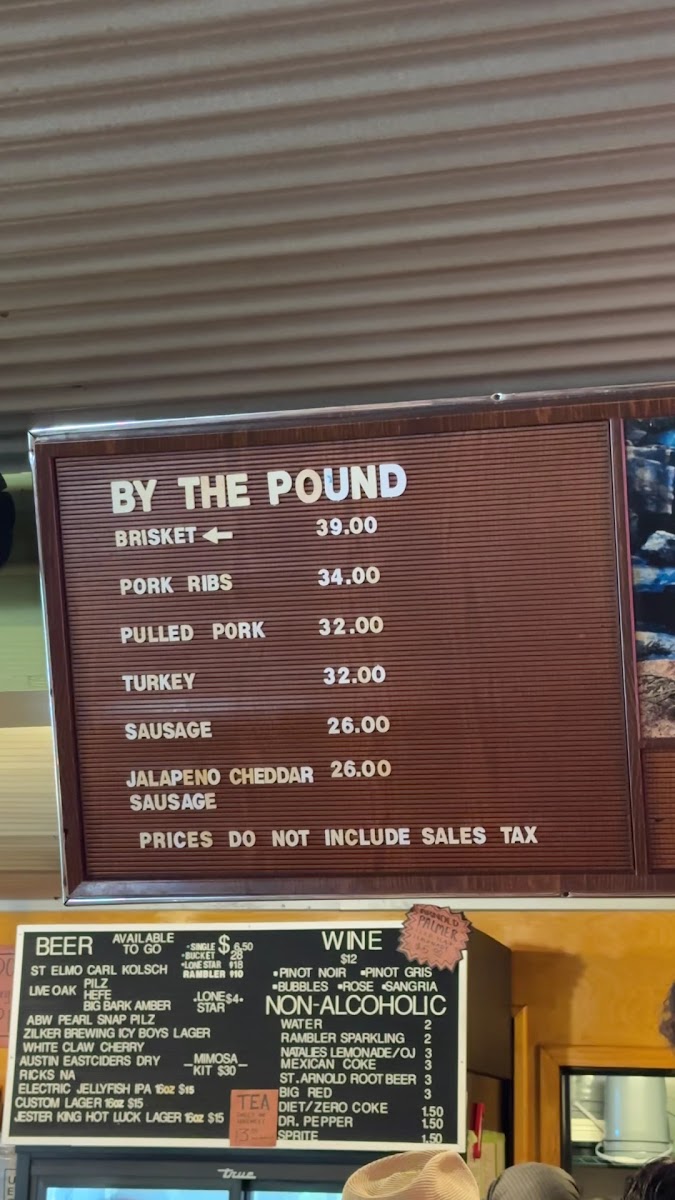 BY THE POUND
BRISKET ← 39.00
PORK RIBS 34.00
PULLED PORK 32.00
TURKEY 32.00
SAUSAGE 26.00
JALAPENO CHEDDAR 26.00
SAUSAGE
PRICES DO NOT INCLUDE SALES TAX
BEER AVAILABLE TO GO
•SINGLE $6.50
•BUCKET 28
•LONE STAR $18
RAMBLER $10
ST ELMO CARL KOLSCH
LIVE OAK PILZ
HEFE
BIG BARK AMBER
•LONE STAR $4•
ABW PEARL SNAP PILZ
ZILKER BREWING ICY BOYS LAGER
WHITE CLAW CHERRY
AUSTIN EASTCIDERS DRY
RICKS NA
—MIMOSA—
KIT $30
ELECTRIC JELLYFISH IPA 16oz $15
CUSTOM LAGER 16oz $15
JESTER KING HOT LUCK LAGER 16oz $15
TEA
WINE
$12
•PINOT NOIR •PINOT GRIS
•BUBBLES •ROSE •SANGRIA
NON-ALCOHOLIC
WATER 2
RAMBLER SPARKLING 2
NATALIES LEMONADE/OJ 3
MEXICAN COKE 3
ST. ARNOLD ROOT BEER 3
BIG RED 3
DIET/ZERO COKE 1.50
DR. PEPPER 1.50
SPRITE 1.50
PALMER
True